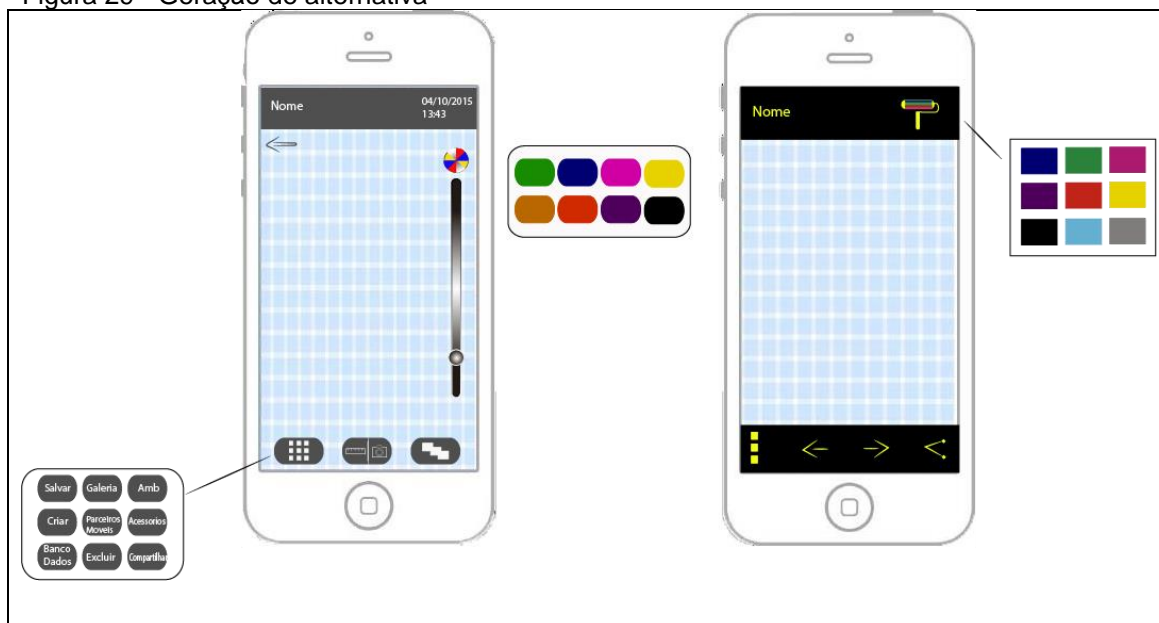 Nome
04/10/2015
13:43
Nome
Salvar
Galeria
Amb
Criar
Parceiros
Moveis
Acessorios
Banco
Dados
Excluir
Compartilhar